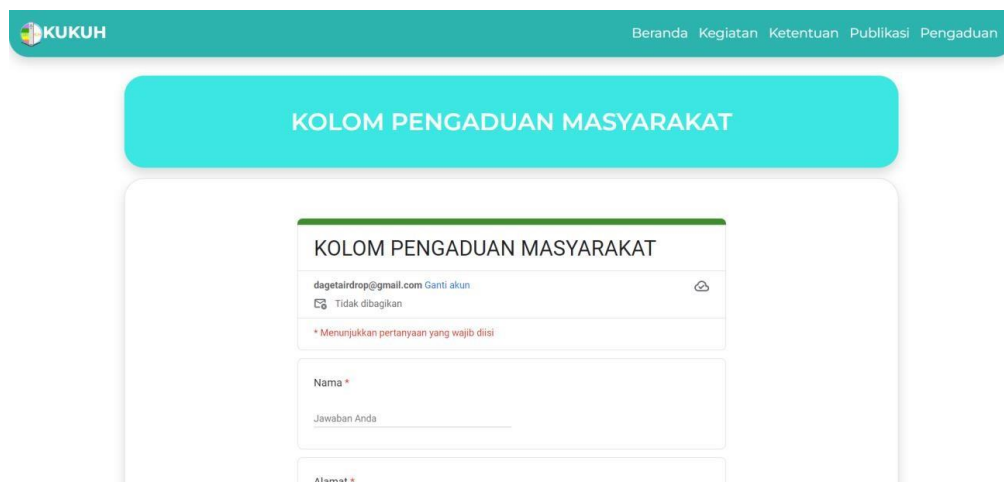 KUKUH
Beranda Kegiatan Ketentuan Publikasi Pengaduan
KOLOM PENGADUAN MASYARAKAT
KOLOM PENGADUAN MASYARAKAT
dagetairdrop@gmail.com Ganti akun
Tidak dibagikan
* Menunjukkan pertanyaan yang wajib diisi
Nama *
Jawaban Anda
Alamat *